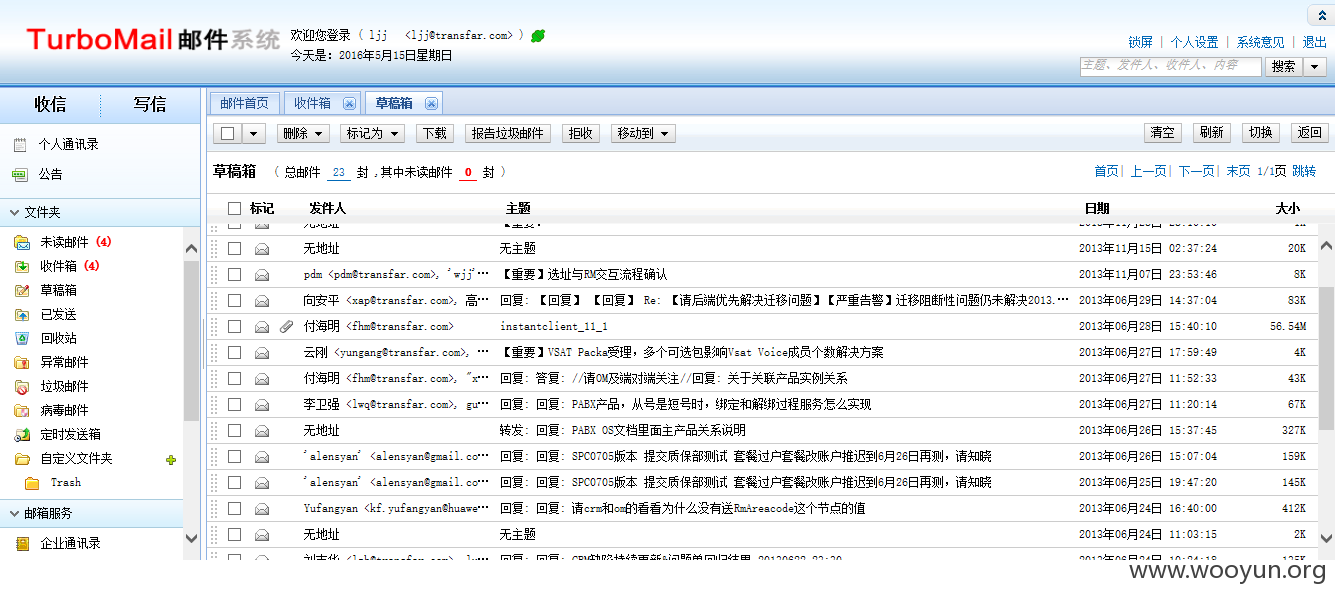 TurboMail 邮件系统 欢迎您登录 ( ljj <ljj@transfar.com> )
今天是: 2016年5月15日星期日
锁屏 | 个人设置 | 系统意见 | 退出
主题、发件人、收件人、内容 搜索
收信 写信
个人通讯录
公告
文件夹
未读邮件 (4)
收件箱 (4)
草稿箱
已发送
回收站
异常邮件
垃圾邮件
病毒邮件
定时发送箱
自定义文件夹
Trash
邮箱服务
企业通讯录
邮件首页 收件箱 草稿箱
删除 标记为 下载 报告垃圾邮件 拒收 移动到 清空 刷新 切换 返回
草稿箱 ( 总邮件 23 封 ,其中未读邮件 0 封 ) 首页| 上一页| 下一页| 末页 1/1页 跳转
标记 发件人 主题 日期 大小
无地址 无主题 2013年11月15日 02:37:24 20K
pdm <pdm@transfar.com>, 'wjj'… 【重要】选址与RM交互流程确认 2013年11月07日 23:53:46 8K
向安平 <xap@transfar.com>, 高… 回复: 【回复】 【回复】 Re: 【请后端优先解决迁移问题】【严重告警】迁移阻断性问题仍未解决2013.… 2013年06月29日 14:37:04 83K
付海明 <fhm@transfar.com> instantclient_11_1 2013年06月28日 15:40:10 56.54M
云刚 <yungang@transfar.com>, … 【重要】VSAT Packa受理，多个可选包影响Vsat Voice成员个数解决方案 2013年06月27日 17:59:49 4K
付海明 <fhm@transfar.com>, "x… 回复: 答复: //请OM及端对端关注//回复: 关于关联产品实例关系 2013年06月27日 11:52:33 43K
李卫强 <lwq@transfar.com>, gu… 回复: 回复: PABX产品，从号是短号时，绑定和解绑过程服务怎么实现 2013年06月27日 11:20:14 67K
无地址 转发: 回复: PABX OS文档里面主产品关系说明 2013年06月26日 15:37:45 327K
'alensyan' <alensyan@gmail.co… 回复: 回复: SPC0705版本 提交质保部测试 套餐过户套餐改账户推迟到6月26日再测，请知晓 2013年06月26日 15:07:04 159K
'alensyan' <alensyan@gmail.co… 回复: 回复: SPC0705版本 提交质保部测试 套餐过户套餐改账户推迟到6月26日再测，请知晓 2013年06月25日 19:47:20 145K
Yufangyan <kf.yufangyan@huawe… 回复: 回复: 请crm和om的看看为什么没有送RmAreacode这个节点的值 2013年06月24日 16:40:00 412K
无地址 无主题 2013年06月24日 11:03:15 2K
www.wooyun.org